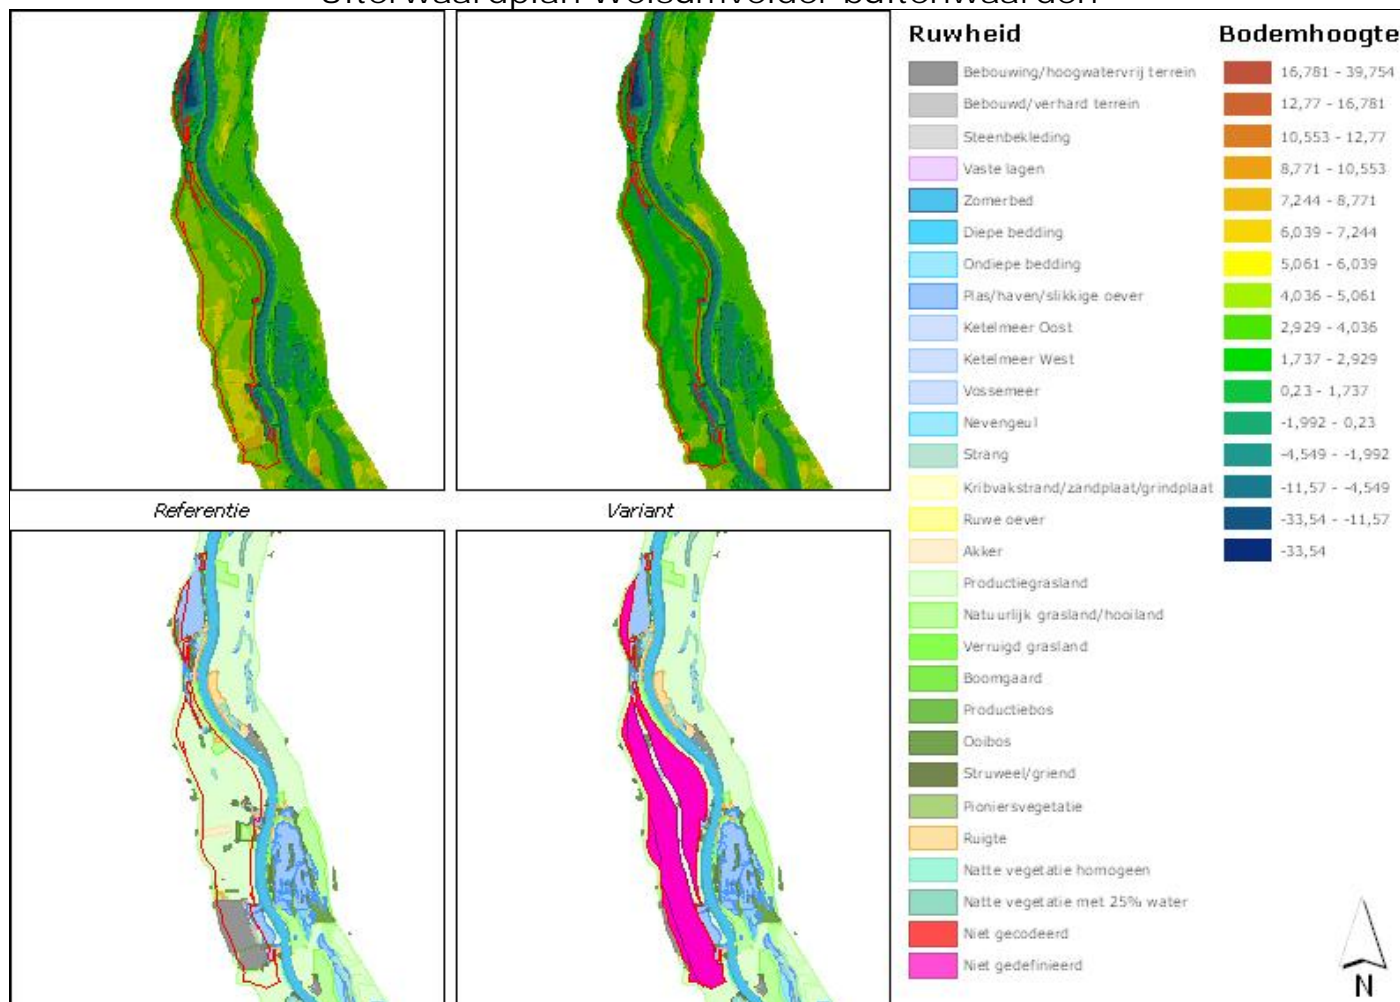 Uiterwaardplan Welsumvelder buitenwaarden
Referentie
Variant
Ruwheid
Bebouwing/hoogwatervrij terrein
Bebouwd/verhard terrein
Steenbekleding
Vaste lagen
Zomerbed
Diepe bedding
Ondiepe bedding
Plas/haven/slikkige oever
Ketelmeer Oost
Ketelmeer West
Vossemeer
Nevengeul
Strang
Kribvakstrand/zandplaat/grindplaat
Ruwe oever
Akker
Productiegrasland
Natuurlijk grasland/hooiland
Verruigd grasland
Boomgaard
Productiebos
Ooibos
Struweel/griend
Pioniersvegetatie
Ruigte
Natte vegetatie homogeen
Natte vegetatie met 25% water
Niet gecodeerd
Niet gedefinieerd
Bodemhoogte
16,781 - 39,754
12,77 - 16,781
10,553 - 12,77
8,771 - 10,553
7,244 - 8,771
6,039 - 7,244
5,061 - 6,039
4,036 - 5,061
2,929 - 4,036
1,737 - 2,929
0,23 - 1,737
-1,992 - 0,23
-4,549 - -1,992
-11,57 - -4,549
-33,54 - -11,57
-33,54
N